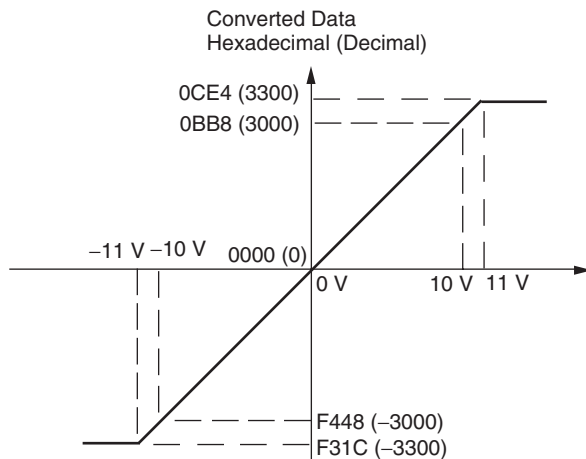 Converted Data
Hexadecimal (Decimal)
0CE4 (3300)
0BB8 (3000)
−11 V
−10 V
0000 (0)
0 V
10 V
11 V
F448 (−3000)
F31C (−3300)